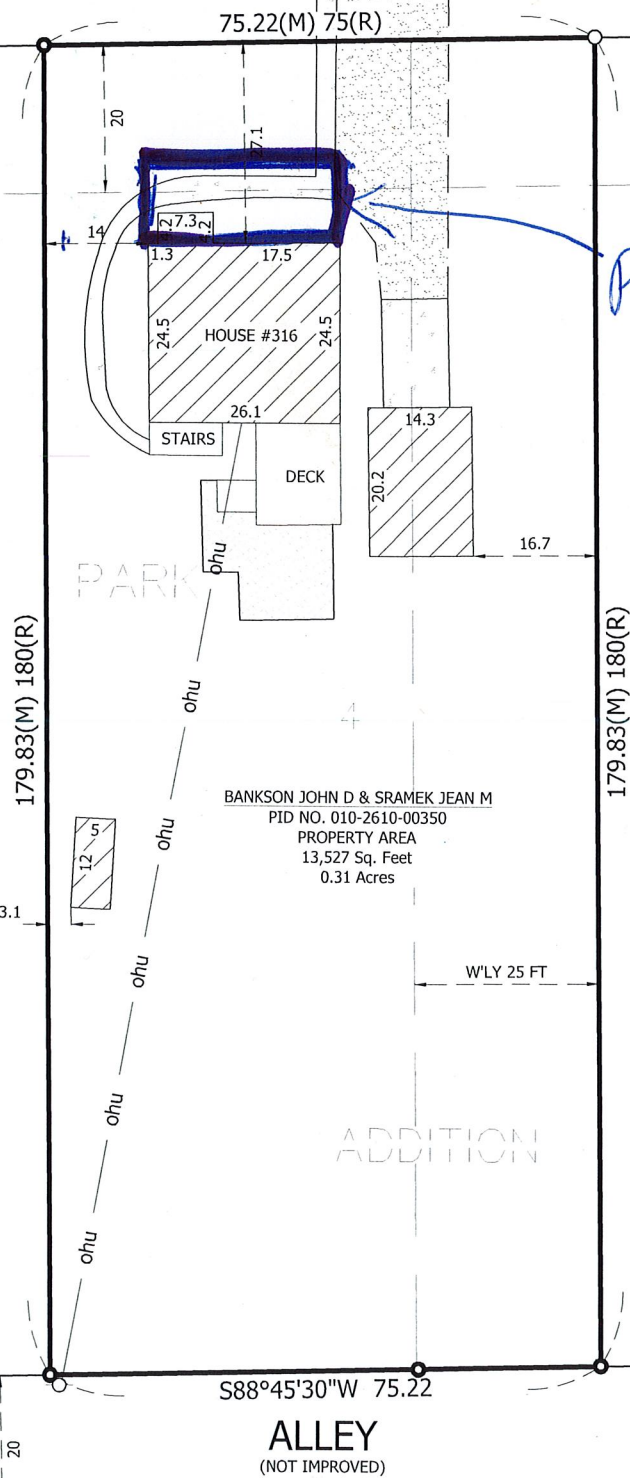 75.22(M) 75(R)
20
27.1
5.2
7.3
5.2
14
1.3
17.5
24.5
HOUSE #316
24.5
26.1
STAIRS
14.3
DECK
20.2
ohu
16.7
PARK
179.83(M) 180(R)
179.83(M) 180(R)
ohu
4
BANKSON JOHN D & SRAMEK JEAN M
PID NO. 010-2610-00350
PROPERTY AREA
13,527 Sq. Feet
0.31 Acres
ohu
5
12
3.1
ohu
W'LY 25 FT
ohu
ADDITION
ohu
S88°45'30"W 75.22
ALLEY
(NOT IMPROVED)
20